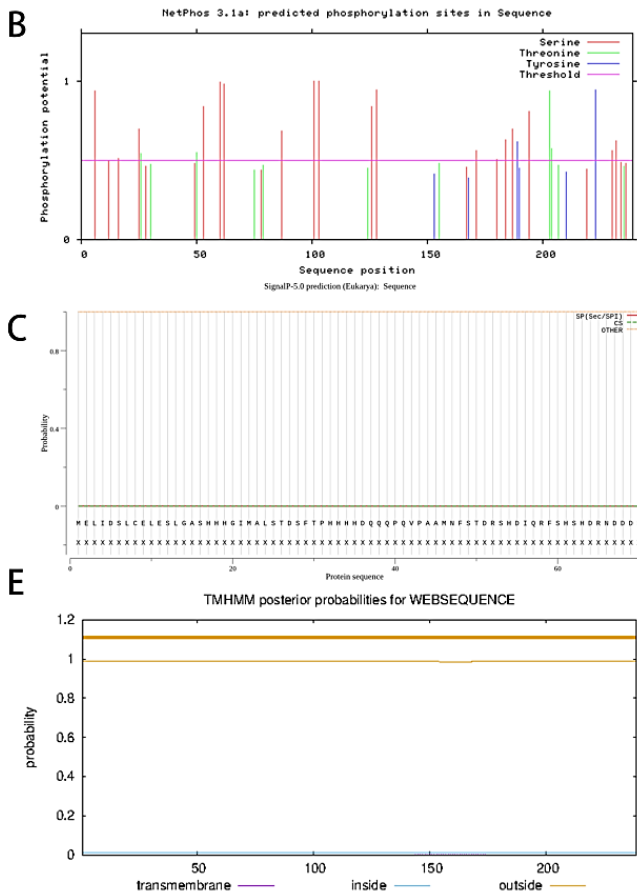 B
NetPhos 3.1a: predicted phosphorylation sites in Sequence
Serine
Threonine
Tyrosine
Threshold
Phosphorylation potential
1
0
0 50 100 150 200
Sequence position
SignalP-5.0 prediction (Eukarya): Sequence
C
SP(Sec/SPI)
CS
OTHER
0.8
0.4
0
Probability
M E L I D S L C E L E S L G A S H H H G I M A L S T D S F T P H H H H D Q Q Q P Q V P A A M N F S T D R S H D I Q R F S H S H D R N D D D
X X X X X X X X X X X X X X X X X X X X X X X X X X X X X X X X X X X X X X X X X X X X X X X X X X X X X X X X X X X X X X X X X X X X X
0 20 40 60
Protein sequence
E
TMHMM posterior probabilities for WEBSEQUENCE
1.2
1
0.8
0.6
0.4
0.2
0
probability
50 100 150 200
transmembrane inside outside